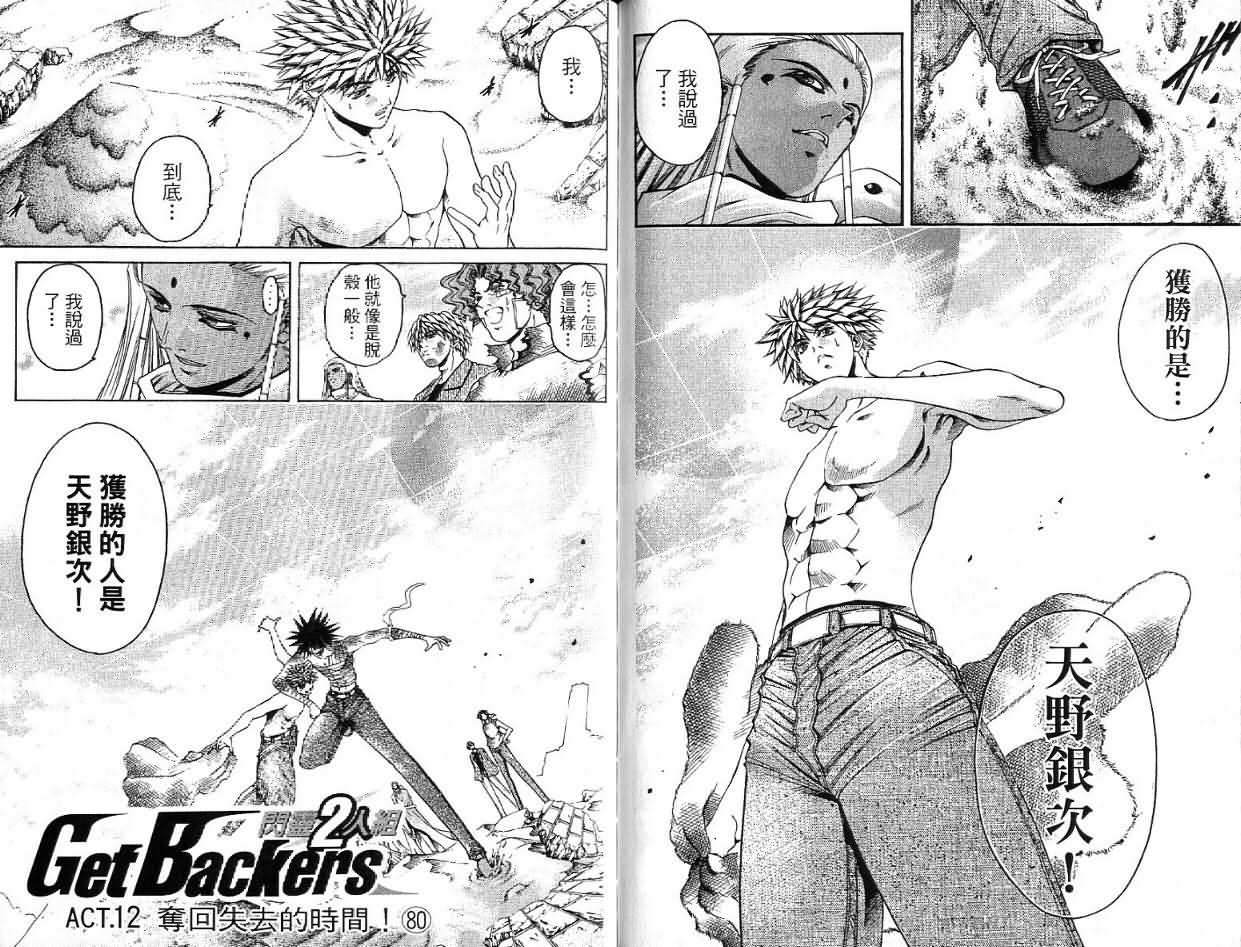 我說過
了⋯
獲勝的是⋯
天野銀次！
我⋯
到底⋯
怎⋯怎麼
會這樣⋯
他就像是脫
殼一般⋯
⋯
我說過
了⋯
獲勝的人是
天野銀次！
閃靈2人組
GetBackers
ACT.12 奪回失去的時間！80